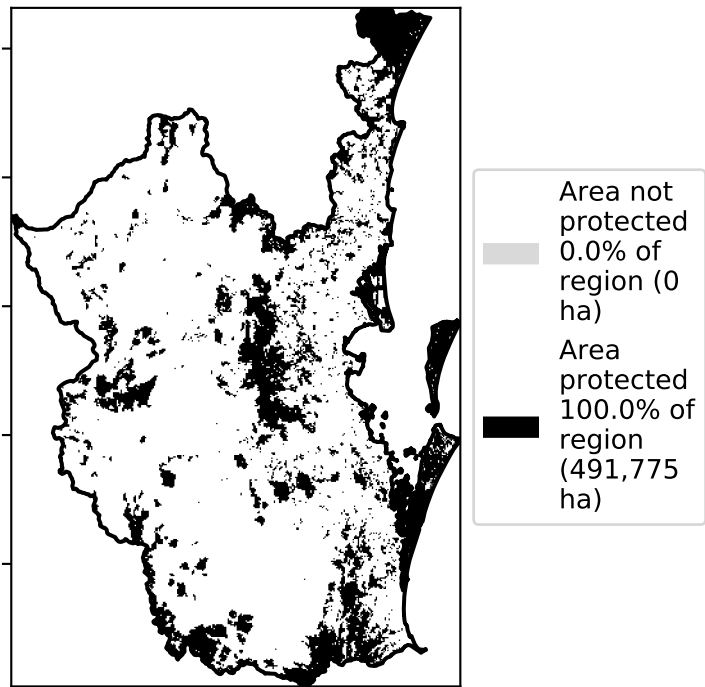 Area not
protected
0.0% of
region (0
ha)
Area
protected
100.0% of
region
(491,775
ha)